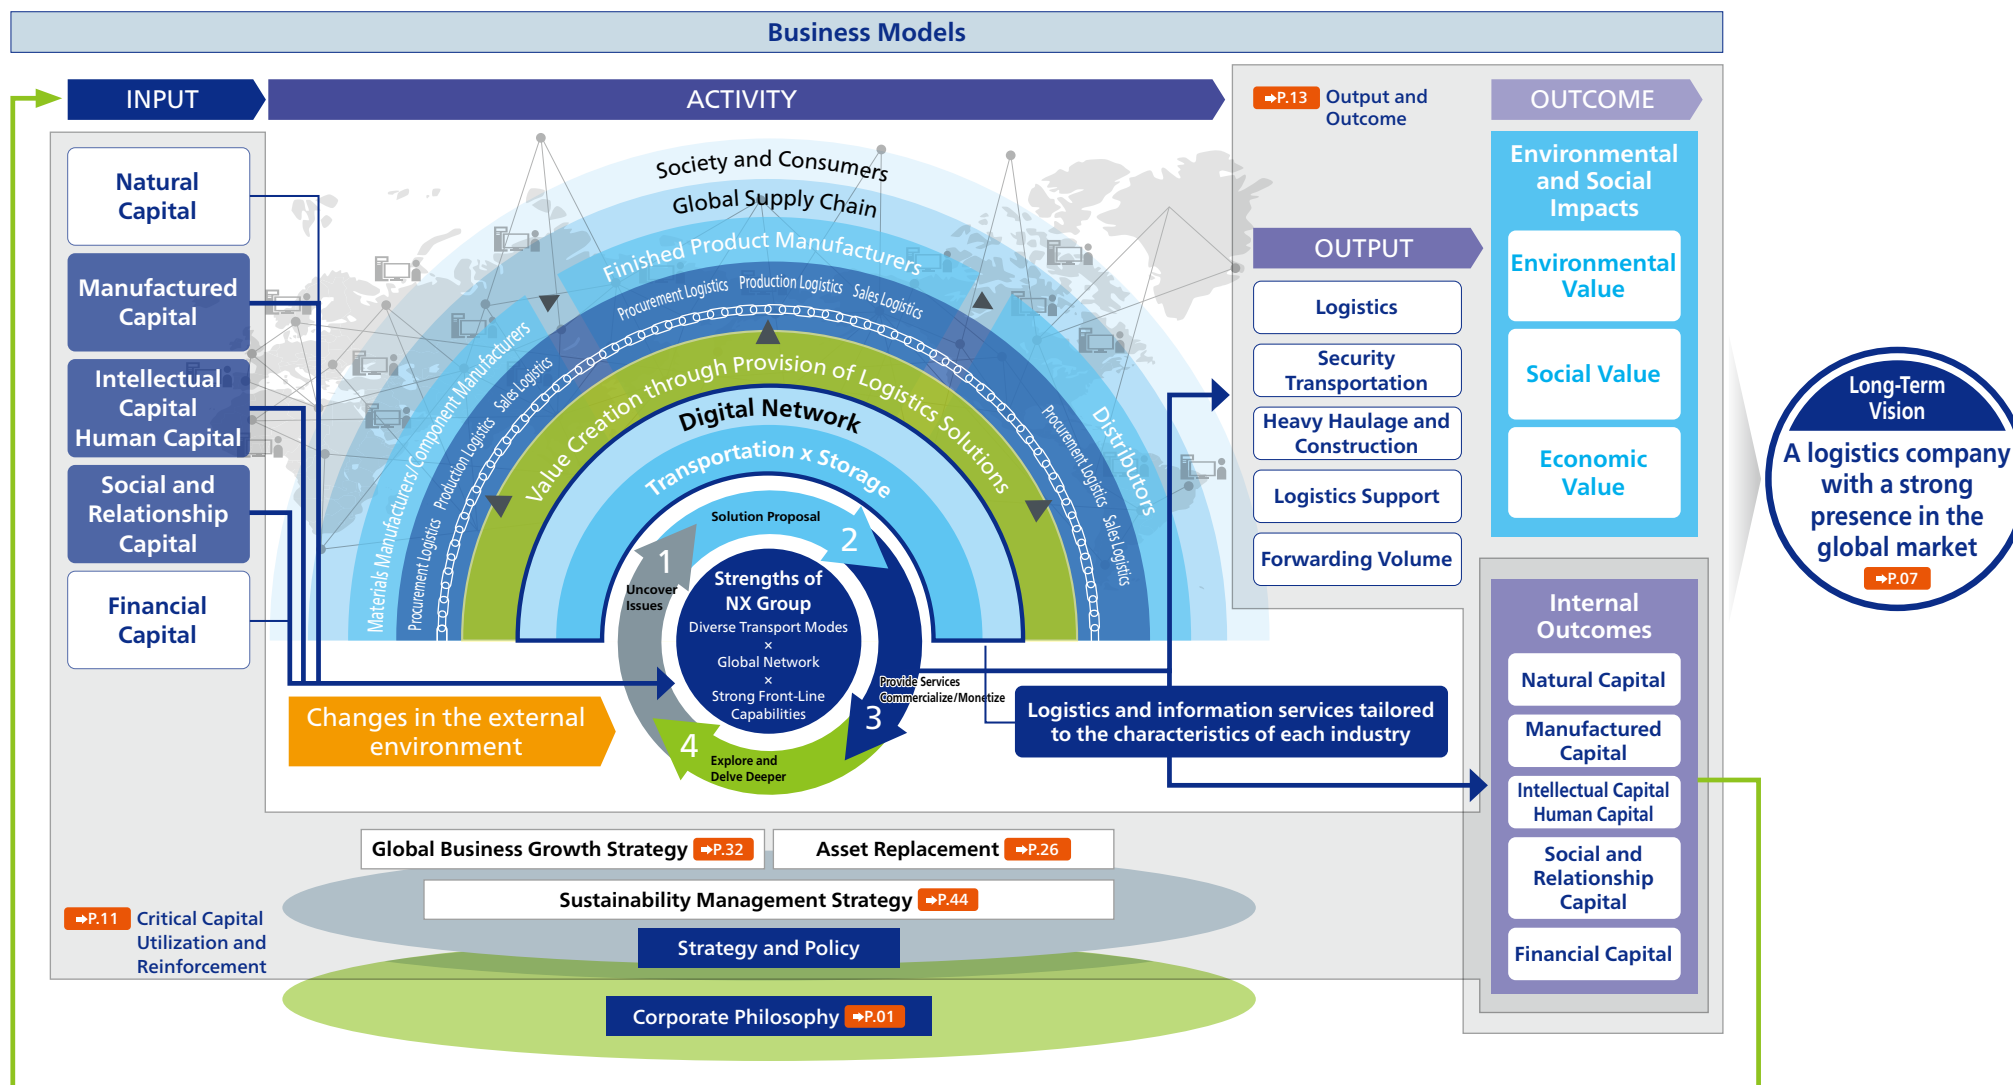 Business Models
INPUT
ACTIVITY
➡P.13 Output and
Outcome
OUTCOME
Natural
Capital
Manufactured
Capital
Intellectual
Capital
Human Capital
Social and
Relationship
Capital
Financial
Capital
Society and Consumers
Global Supply Chain
Finished Product Manufacturers
Procurement Logistics Production Logistics Sales Logistics
Materials Manufacturers/Component Manufacturers
Procurement Logistics Production Logistics Sales Logistics
Distributors
Procurement Logistics Sales Logistics
Value Creation through Provision of Logistics Solutions
Digital Network
Transportation x Storage
1
Uncover
Issues
Solution Proposal
2
Strengths of
NX Group
Diverse Transport Modes
×
Global Network
×
Strong Front-Line
Capabilities
Provide Services
Commercialize/Monetize
3
4
Explore and
Delve Deeper
Changes in the external
environment
Logistics and information services tailored
to the characteristics of each industry
OUTPUT
Logistics
Security
Transportation
Heavy Haulage and
Construction
Logistics Support
Forwarding Volume
Environmental
and Social
Impacts
Environmental
Value
Social Value
Economic
Value
Internal
Outcomes
Natural Capital
Manufactured
Capital
Intellectual Capital
Human Capital
Social and
Relationship
Capital
Financial Capital
Long-Term
Vision
A logistics company
with a strong
presence in the
global market
➡P.07
Global Business Growth Strategy ➡P.32
Asset Replacement ➡P.26
Sustainability Management Strategy ➡P.44
➡P.11 Critical Capital
Utilization and
Reinforcement
Strategy and Policy
Corporate Philosophy ➡P.01